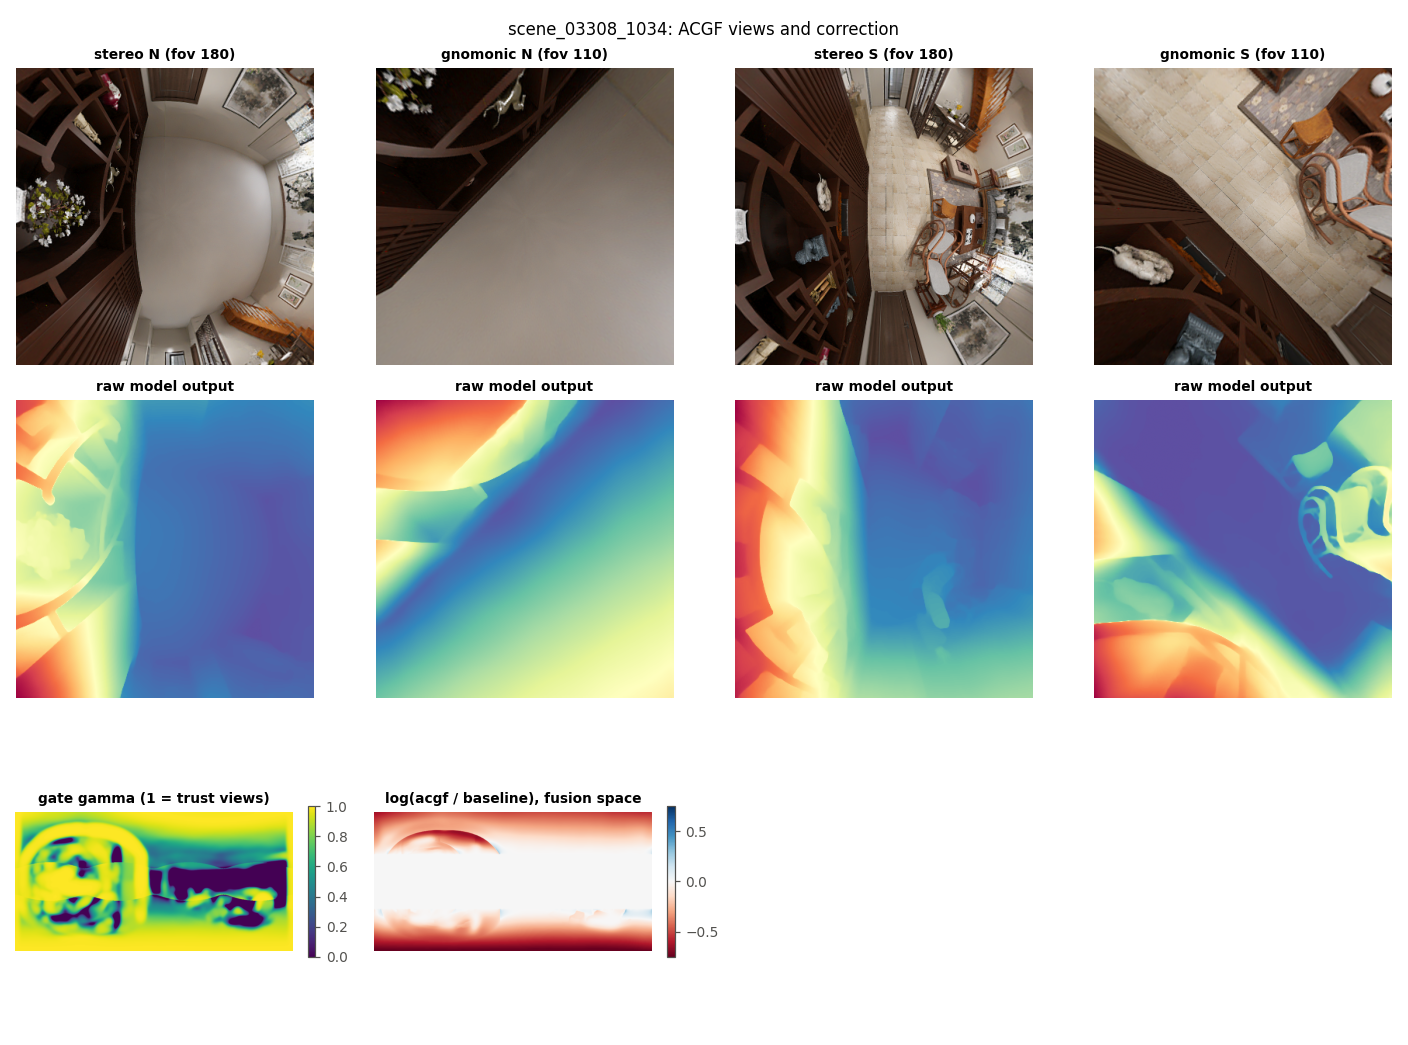 scene_03308_1034: ACGF views and correction
stereo N (fov 180)
gnomonic N (fov 110)
stereo S (fov 180)
gnomonic S (fov 110)
raw model output
raw model output
raw model output
raw model output
gate gamma (1 = trust views)
1.0
0.8
0.6
0.4
0.2
0.0
log(acgf / baseline), fusion space
0.5
0.0
−0.5